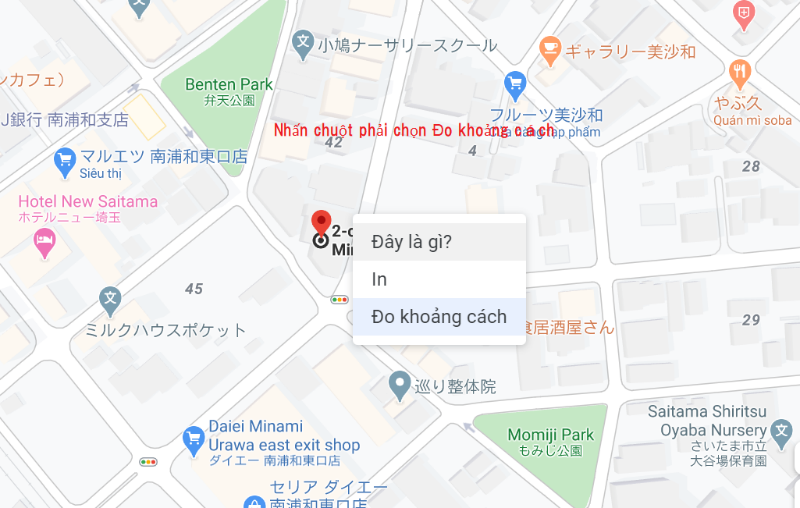 小鳩ナーサリースクール
ギャラリー美沙和
ンカフェ）
Benten Park
弁天公園
やぶ久
Quán mì soba
フルーツ美沙和
J銀行 南浦和支店
Nhấn chuột phải chọn Đo khoảng cách
42
4
マルエツ 南浦和東口店
Siêu thị
28
Hotel New Saitama
ホテルニュー埼玉
2-c
Min
Đây là gì?
In
Đo khoảng cách
45
ミルクハウスポケット
食居酒屋さん
29
巡り整体院
Saitama Shiritsu
Oyaba Nursery
さいたま市立
大谷場保育園
Daiei Minami
Urawa east exit shop
ダイエー 南浦和東口店
Momiji Park
もみじ公園
セリア ダイエー
南浦和東口店